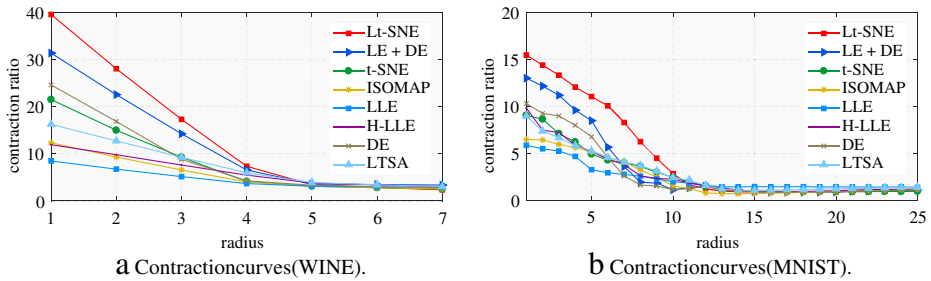 40
30
20
10
0
contraction ratio
1 2 3 4 5 6 7
radius
Lt-SNE
LE + DE
t-SNE
ISOMAP
LLE
H-LLE
DE
LTSA
a Contractioncurves(WINE).
20
15
10
5
0
contraction ratio
5 10 15 20 25
radius
Lt-SNE
LE + DE
t-SNE
ISOMAP
LLE
H-LLE
DE
LTSA
b Contractioncurves(MNIST).